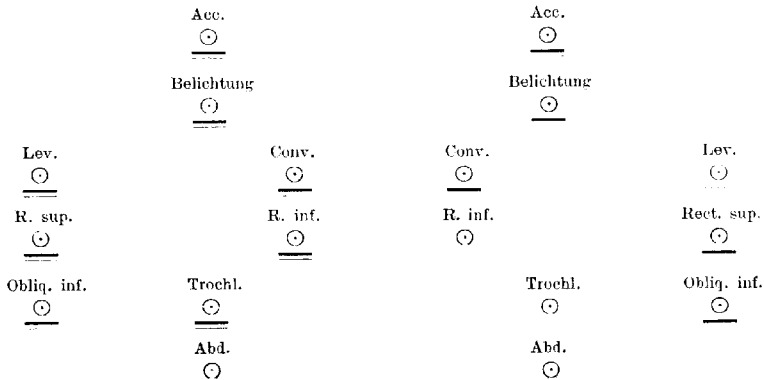 Acc. Acc.
Belichtung Belichtung
Lev. Conv. Conv. Lev.
R. sup. R. inf. R. inf. Rect. sup.
Obliq. inf. Trochl. Trochl. Obliq. inf.
Abd. Abd.